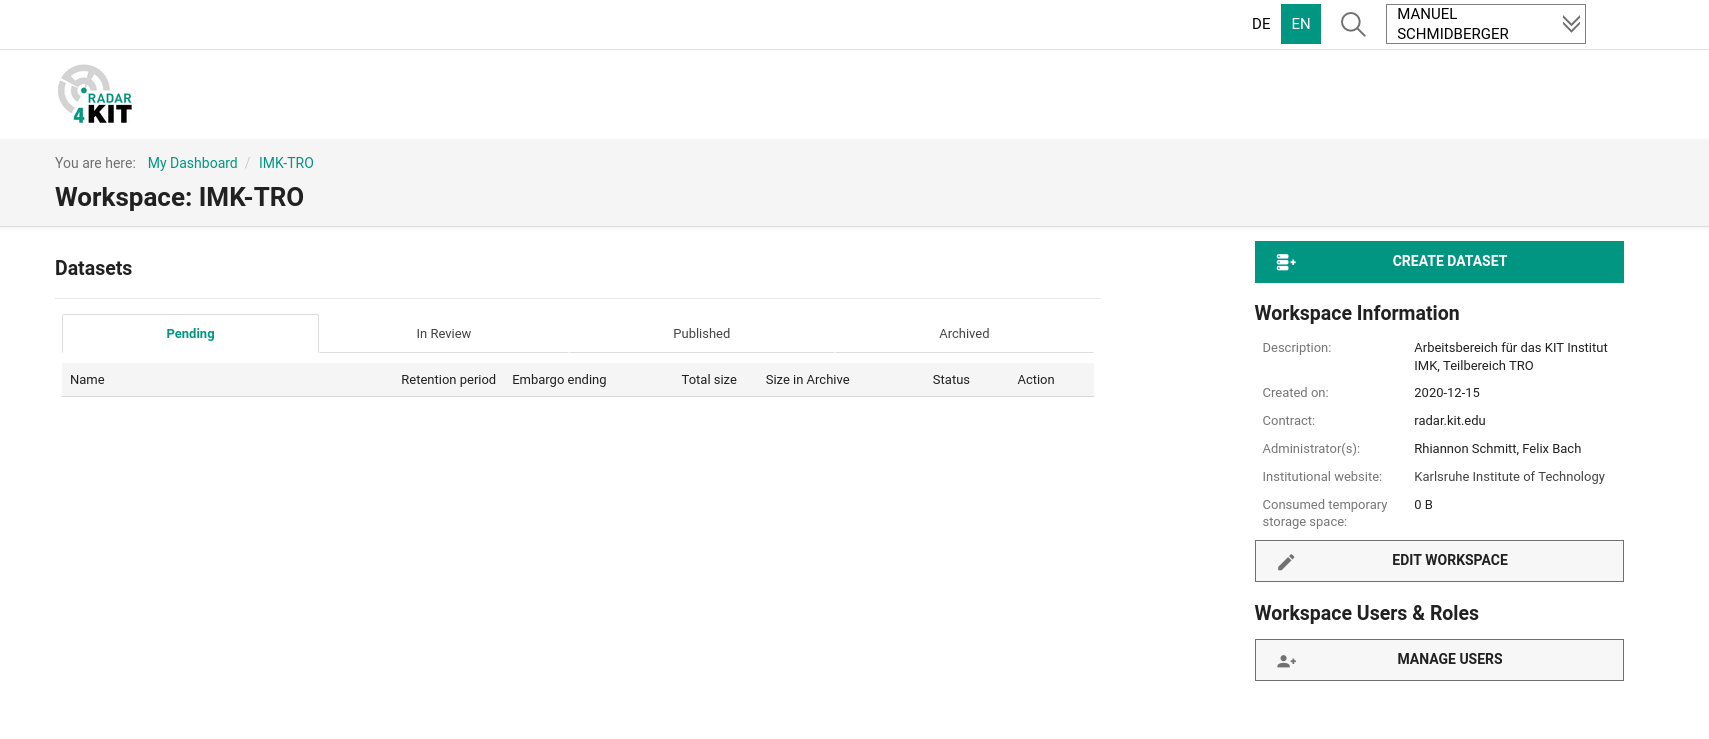 DE EN
MANUEL
SCHMIDBERGER
RADAR
4KIT
You are here: My Dashboard / IMK-TRO
Workspace: IMK-TRO
Datasets
Pending In Review Published Archived
Name Retention period Embargo ending Total size Size in Archive Status Action
CREATE DATASET
Workspace Information
Description: Arbeitsbereich für das KIT Institut
IMK, Teilbereich TRO
Created on: 2020-12-15
Contract: radar.kit.edu
Administrator(s): Rhiannon Schmitt, Felix Bach
Institutional website: Karlsruhe Institute of Technology
Consumed temporary 0 B
storage space:
EDIT WORKSPACE
Workspace Users & Roles
MANAGE USERS